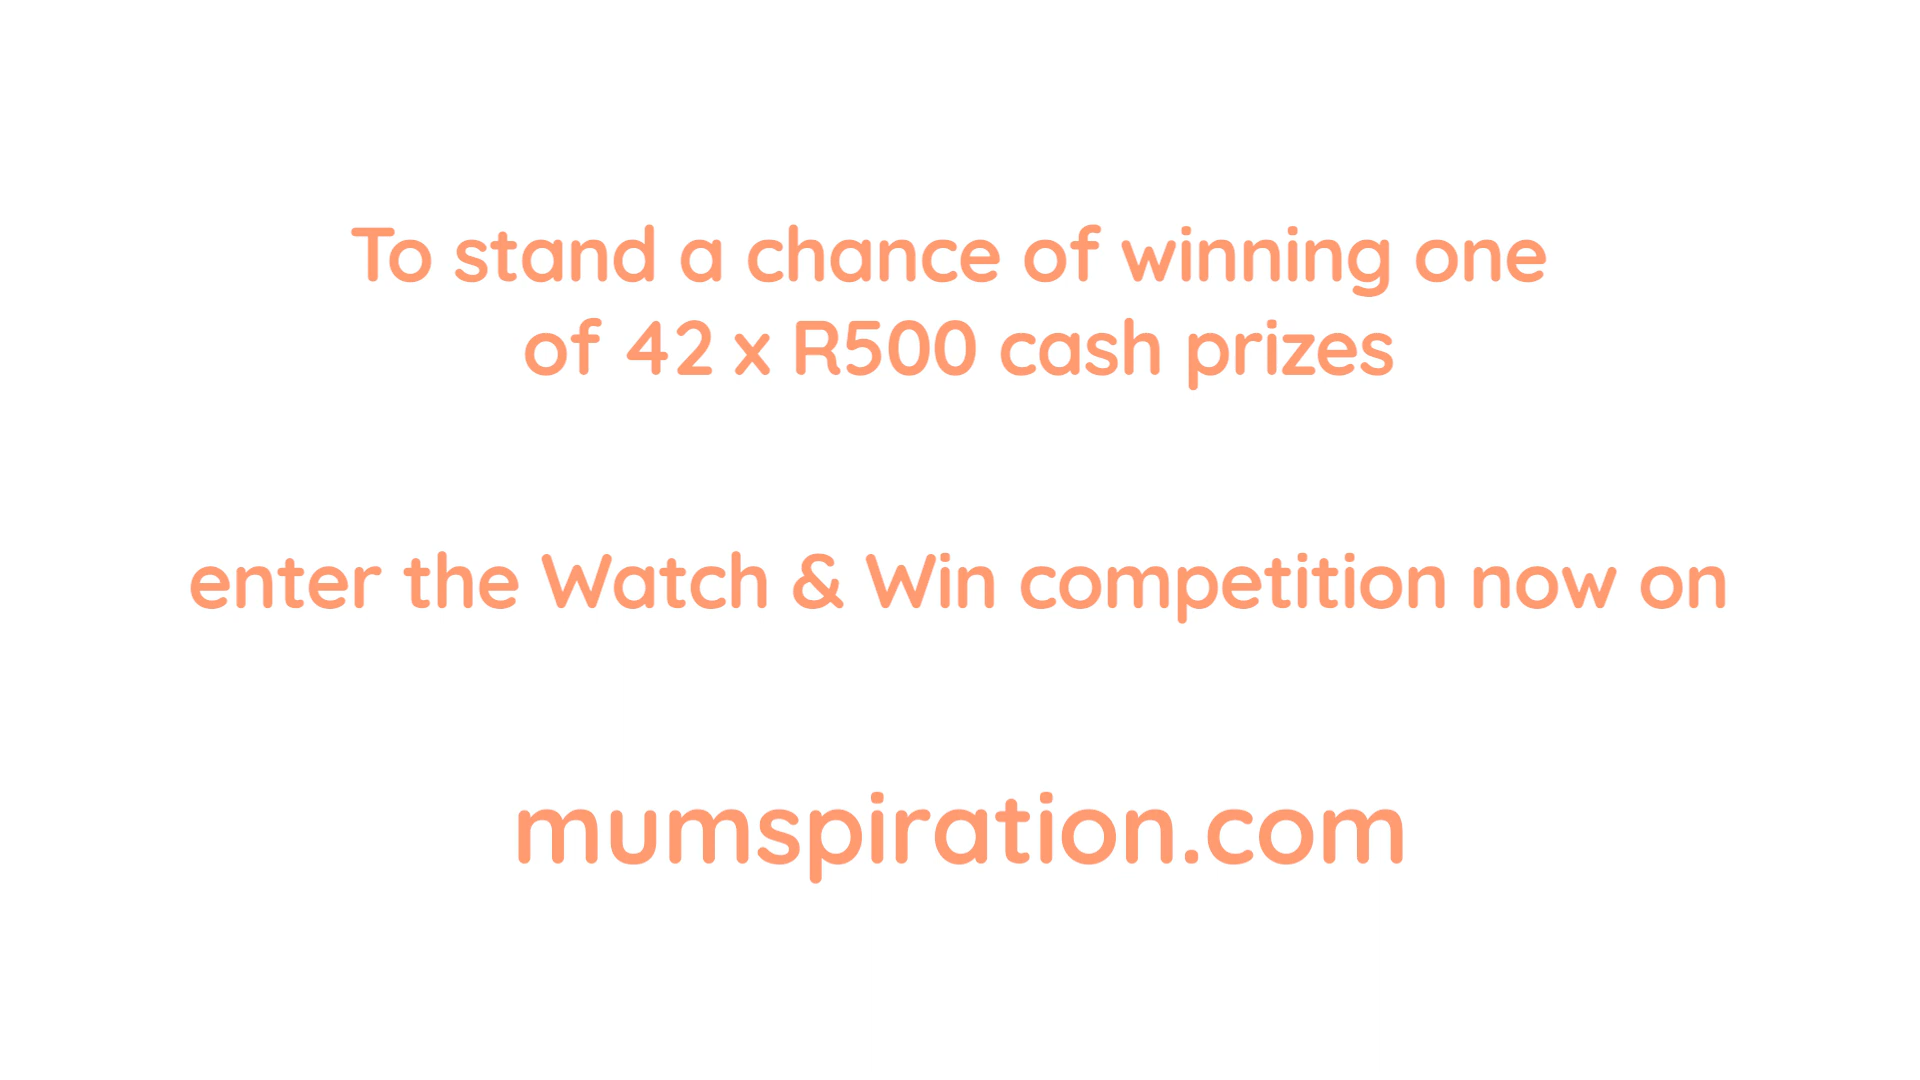 To stand a chance of winning one
of 42 x R500 cash prizes
enter the Watch & Win competition now on
mumspiration.com